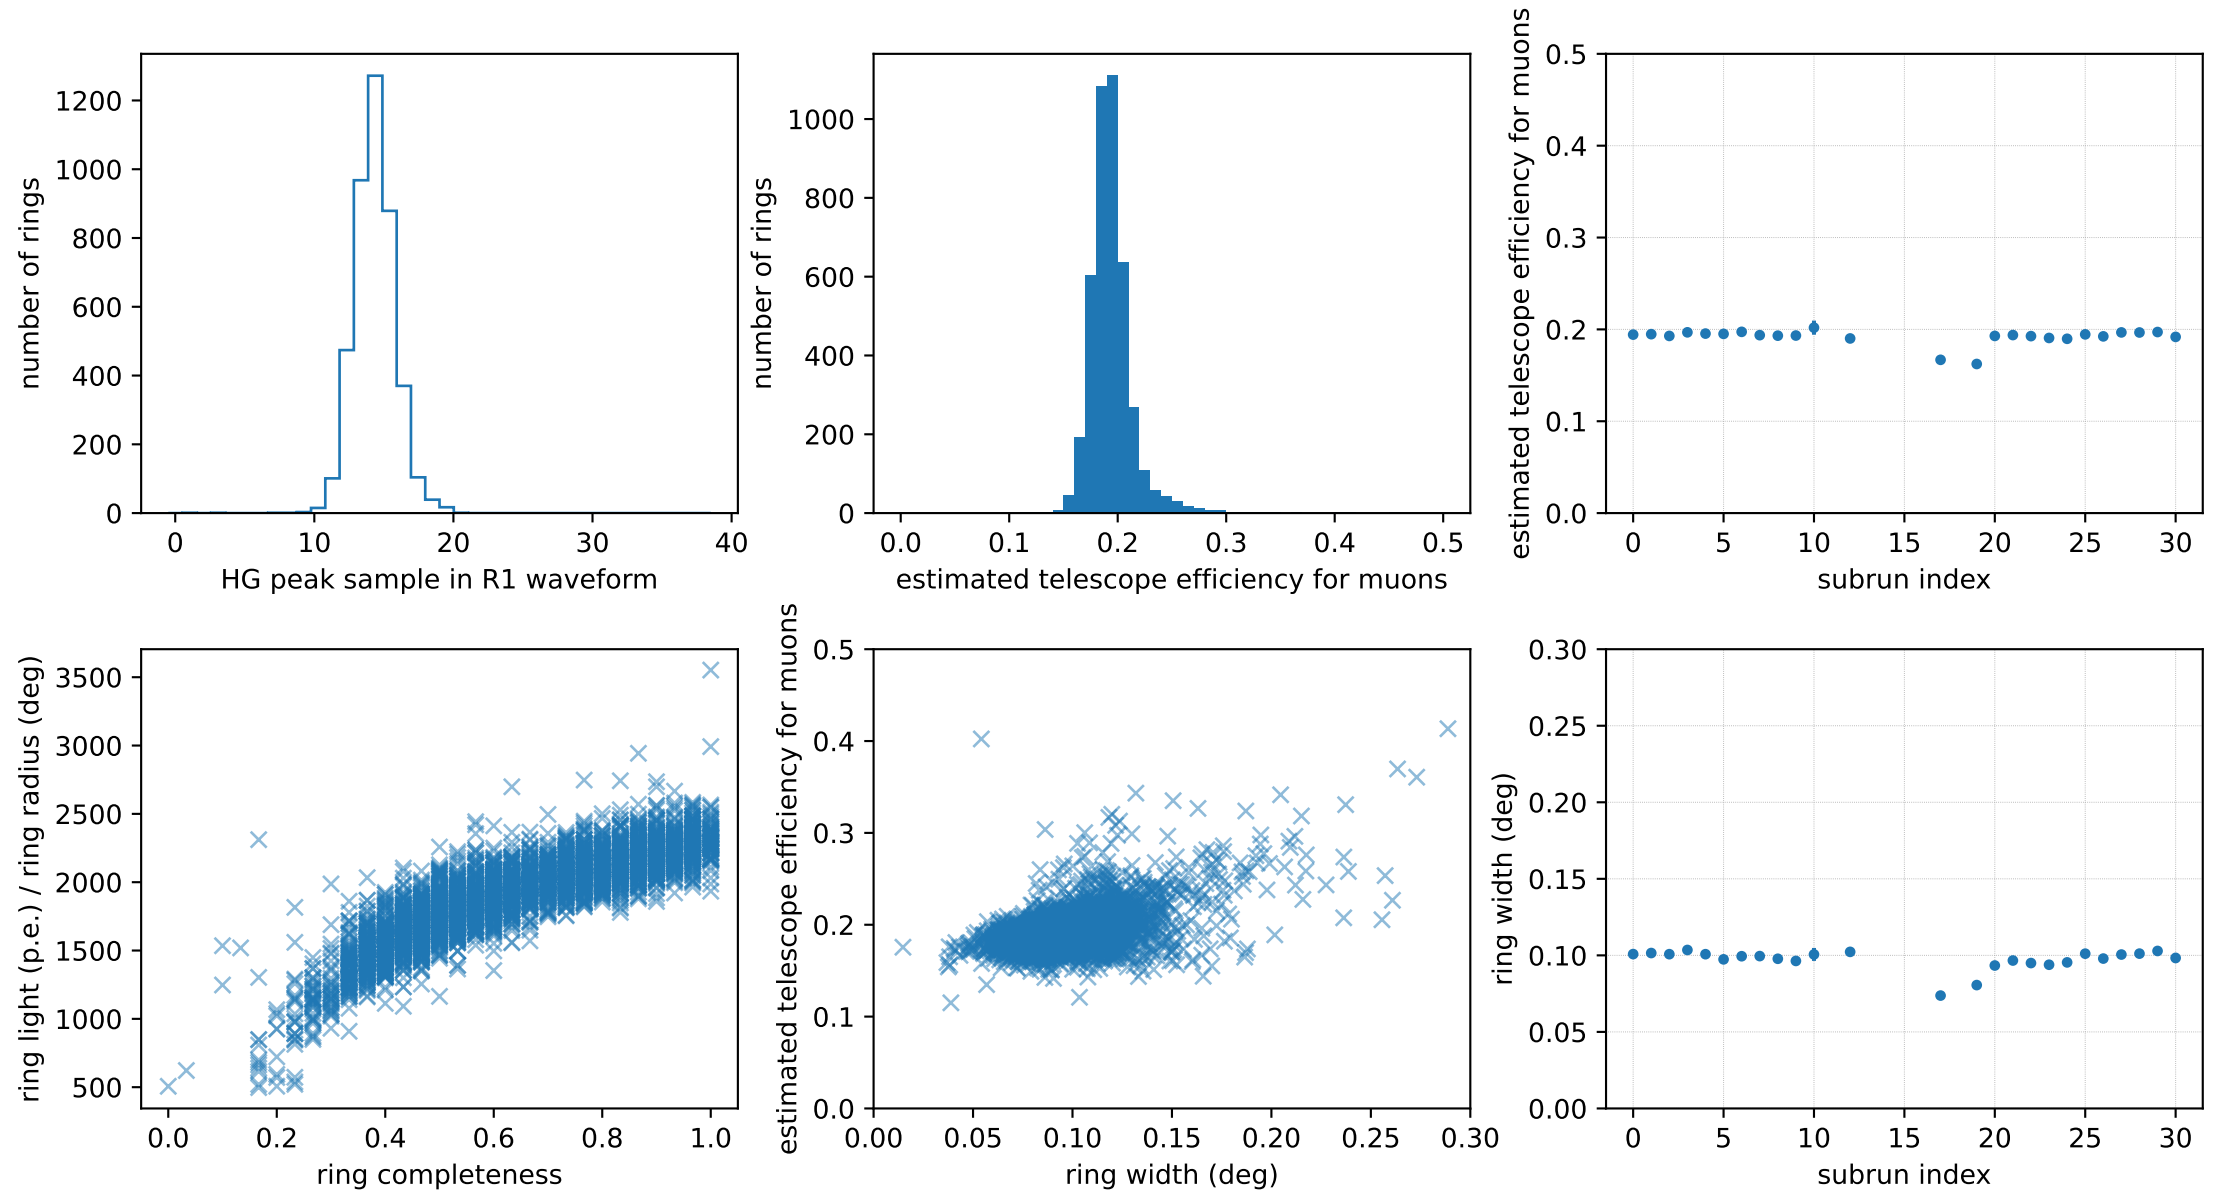 number of rings
1200
1000
800
600
400
200
0
0 10 20 30 40
HG peak sample in R1 waveform
number of rings
1000
800
600
400
200
0
0.0 0.1 0.2 0.3 0.4 0.5
estimated telescope efficiency for muons
estimated telescope efficiency for muons
0.5
0.4
0.3
0.2
0.1
0.0
0 5 10 15 20 25 30
subrun index
ring light (p.e.) / ring radius (deg)
3500
3000
2500
2000
1500
1000
500
0.0 0.2 0.4 0.6 0.8 1.0
ring completeness
estimated telescope efficiency for muons
0.5
0.4
0.3
0.2
0.1
0.0
0.00 0.05 0.10 0.15 0.20 0.25 0.30
ring width (deg)
ring width (deg)
0.30
0.25
0.20
0.15
0.10
0.05
0.00
0 5 10 15 20 25 30
subrun index